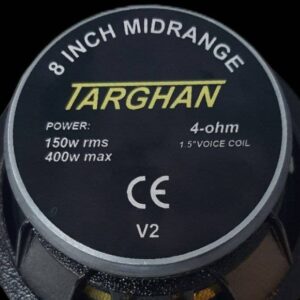 8 INCH MIDRANGE
TARGHAN
POWER:
150w rms
400w max
4-ohm
1.5"VOICE COIL
CE
V2